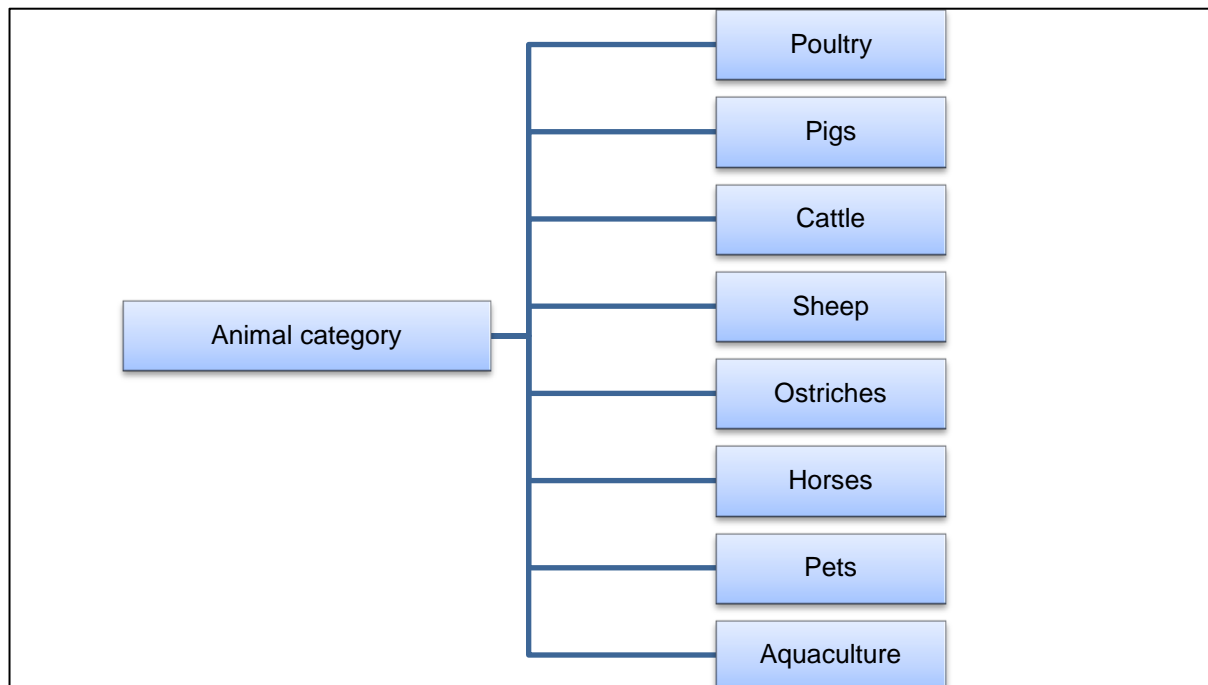 Poultry
Pigs
Cattle
Sheep
Animal category
Ostriches
Horses
Pets
Aquaculture